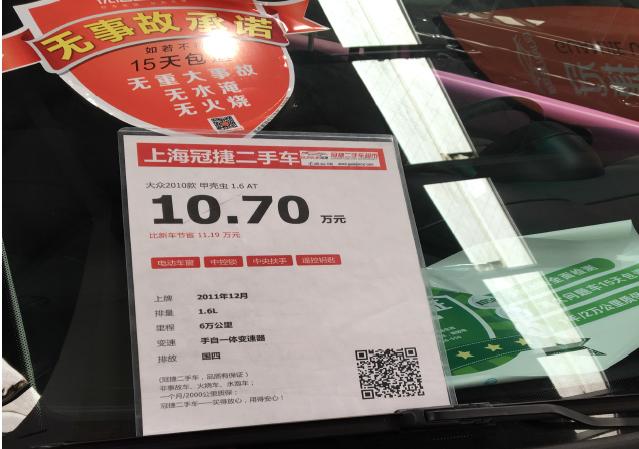 无事故承诺
如若不
15天包
无重大事故
无水淹
无火烧
上海冠捷二手车
冠捷二手车超市
大众2010款 甲壳虫 1.6 AT
10.70 万元
比新车节省 11.19 万元
电动车窗 中控锁 中央扶手 遥控钥匙
上牌 2011年12月
排量 1.6L
里程 6万公里
变速 手自一体变速器
排放 国四
(冠捷二手车，品质有保证)
非事故车、火烧车、水泡车；
一个月/2000公里质保；
冠捷二手车——买得放心，用得安心！